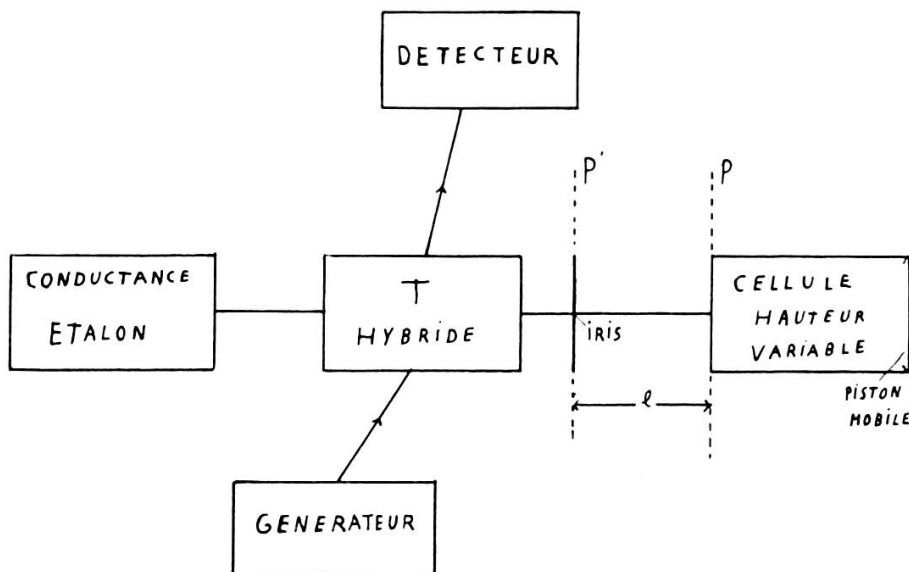 DETECTEUR
P'
P
CONDUCTANCE
ETALON
T
HYBRIDE
IRIS
CELLULE
HAUTEUR
VARIABLE
l
PISTON
MOBILE
GENERATEUR